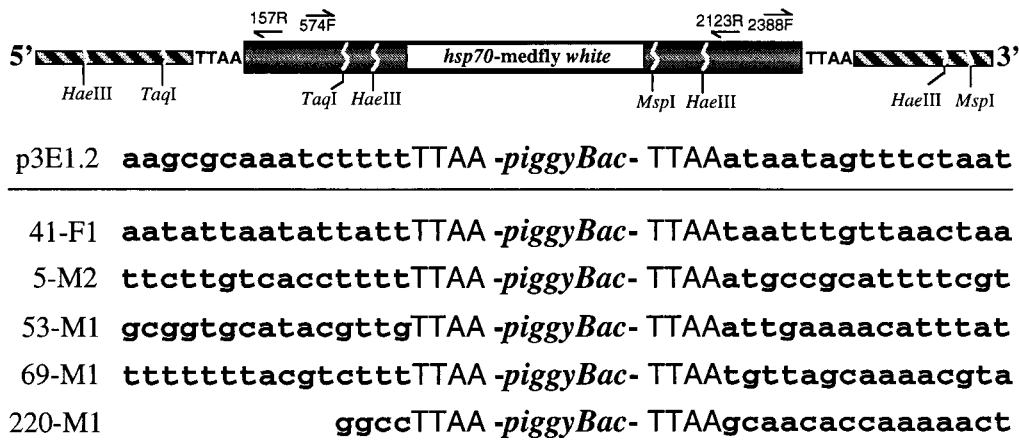 157R 574F 2123R 2388F
5' TTAA hsp70-medfly white TTAA 3'
HaeIII TaqI TaqI HaeIII MspI HaeIII HaeIII MspI
p3E1.2 aagcgcaaatcttttTTAA -piggyBac- TTAAataatagtttctaat
41-F1 aatattaatattattTTAA -piggyBac- TTAAtaatttgttaactaa
5-M2 ttcttgtcaccttttTTAA -piggyBac- TTAAatgccgcattttcgt
53-M1 gcggtgcatacgttgTTAA -piggyBac- TTAAattgaaaacatttat
69-M1 tttttttacgtctttTTAA -piggyBac- TTAAtgttagcaaaacgta
220-M1 ggccTTAA -piggyBac- TTAAgcaacaccaaaaact